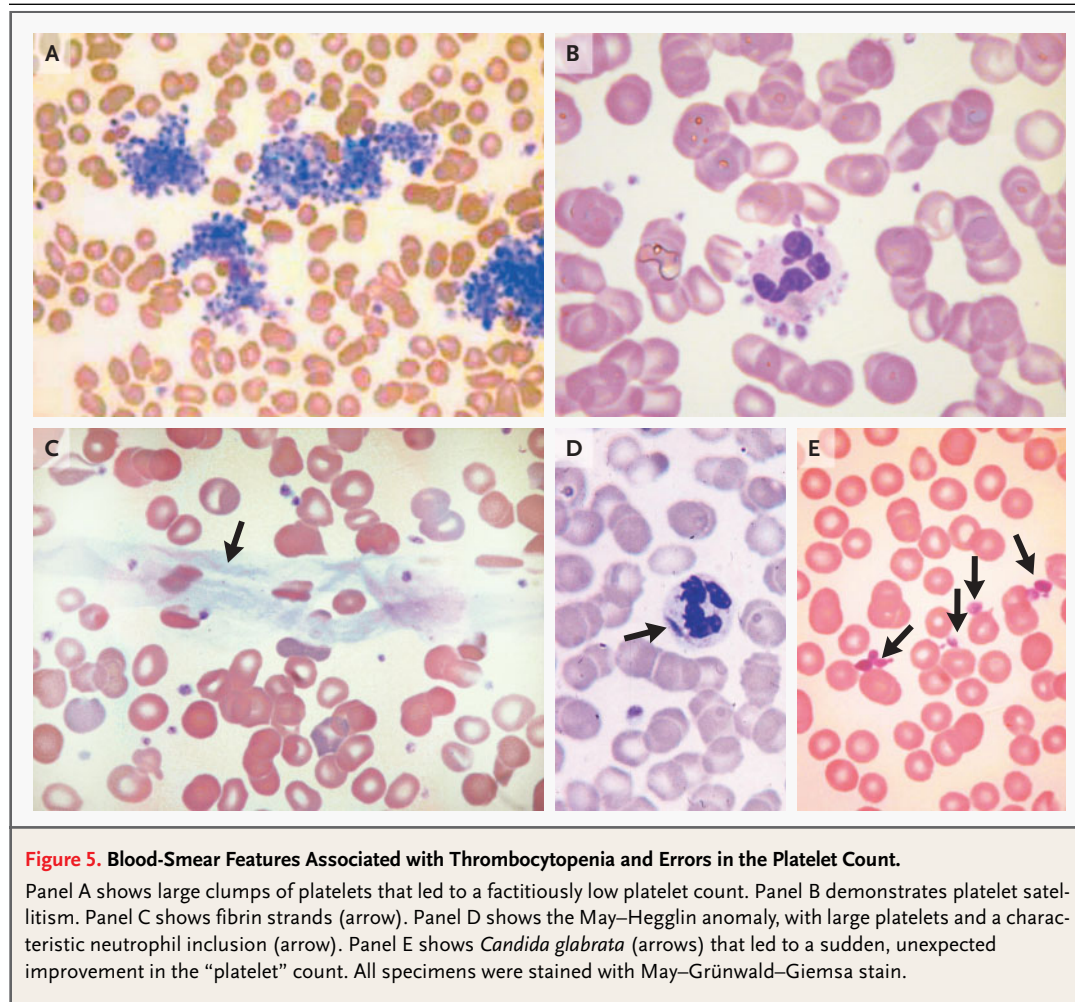 A
B
C
D
E
Figure 5. Blood-Smear Features Associated with Thrombocytopenia and Errors in the Platelet Count.
Panel A shows large clumps of platelets that led to a factitiously low platelet count. Panel B demonstrates platelet satel-
litism. Panel C shows fibrin strands (arrow). Panel D shows the May–Hegglin anomaly, with large platelets and a charac-
teristic neutrophil inclusion (arrow). Panel E shows Candida glabrata (arrows) that led to a sudden, unexpected
improvement in the “platelet” count. All specimens were stained with May–Grünwald–Giemsa stain.